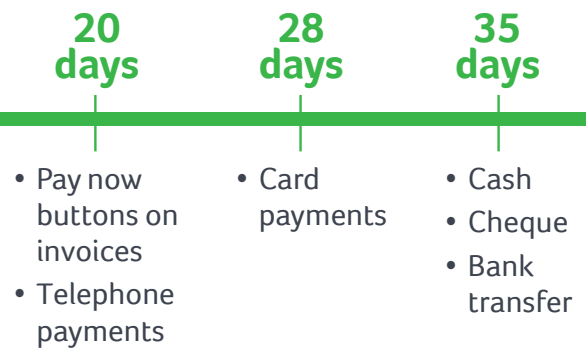 20
days
28
days
35
days
• Pay now
buttons on
invoices
• Telephone
payments
• Card
payments
• Cash
• Cheque
• Bank
transfer